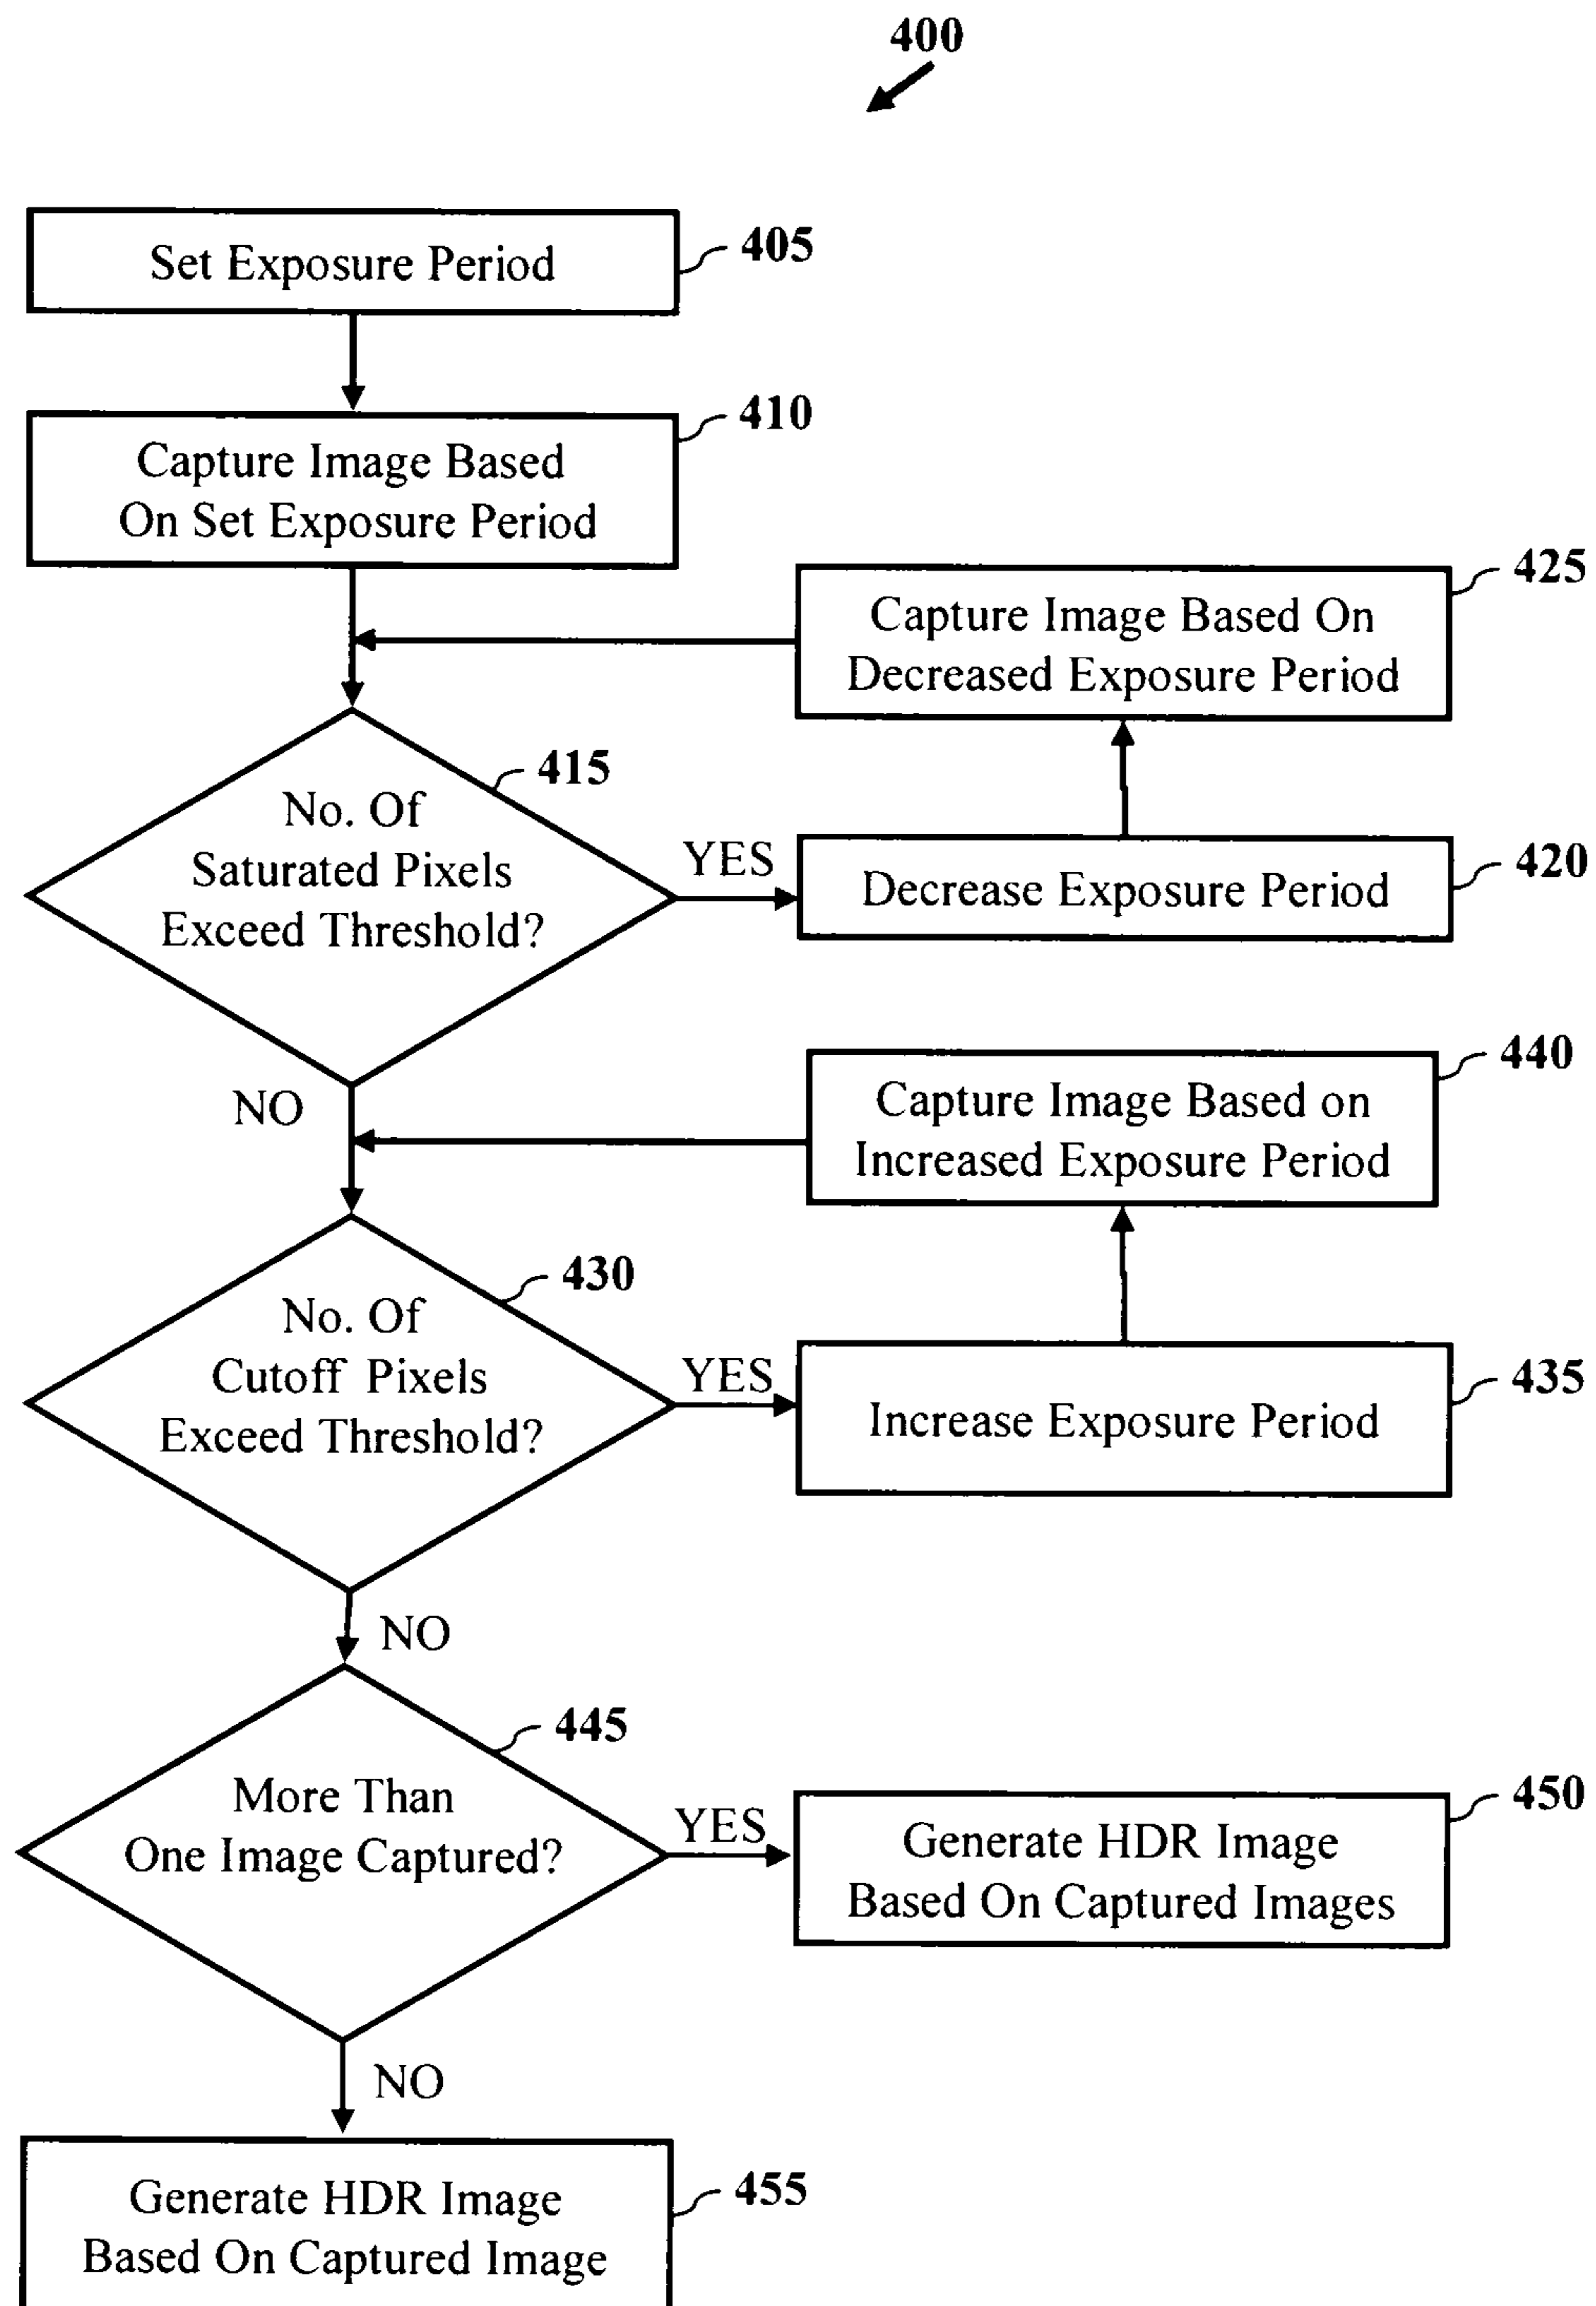 400
Set Exposure Period
405
Capture Image Based
On Set Exposure Period
410
Capture Image Based On
Decreased Exposure Period
425
No. Of
Saturated Pixels
Exceed Threshold?
415
YES
Decrease Exposure Period
420
NO
Capture Image Based on
Increased Exposure Period
440
No. Of
Cutoff Pixels
Exceed Threshold?
430
YES
Increase Exposure Period
435
NO
More Than
One Image Captured?
445
YES
Generate HDR Image
Based On Captured Images
450
NO
Generate HDR Image
Based On Captured Image
455